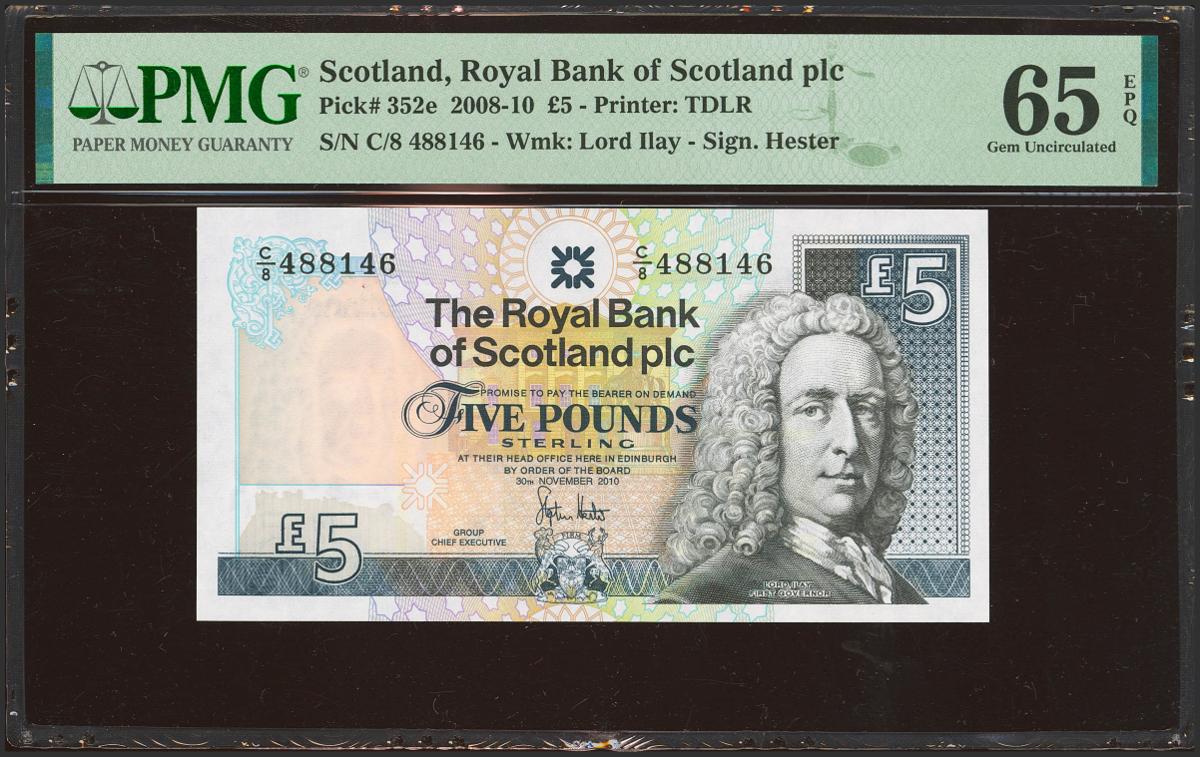 PMG®
PAPER MONEY GUARANTY
Scotland, Royal Bank of Scotland plc
Pick# 352e 2008-10 £5 - Printer: TDLR
S/N C/8 488146 - Wmk: Lord Ilay - Sign. Hester
65 EPQ
Gem Uncirculated
C/8 488146
C/8 488146
£5
The Royal Bank
of Scotland plc
PROMISE TO PAY THE BEARER ON DEMAND
FIVE POUNDS
STERLING
AT THEIR HEAD OFFICE HERE IN EDINBURGH
BY ORDER OF THE BOARD
30TH NOVEMBER 2010
Stephen Hester
GROUP
CHIEF EXECUTIVE
£5
FIRM
LORD ILAY
FIRST GOVERNOR